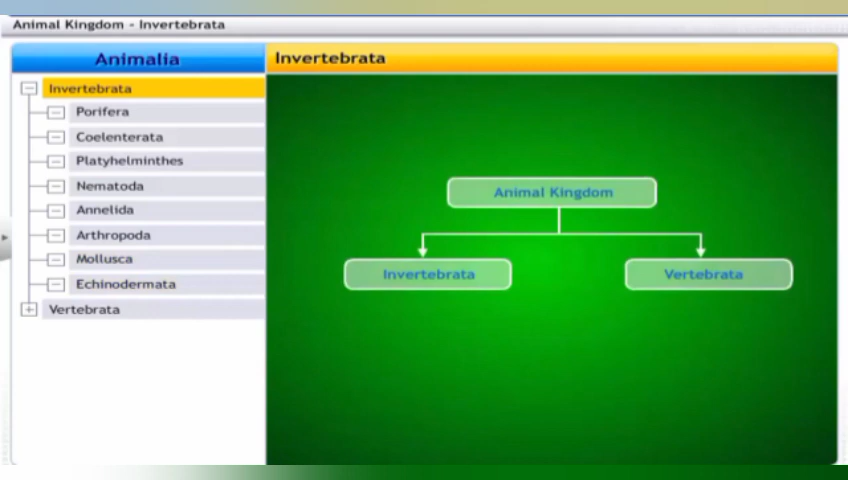 Animal Kingdom - Invertebrata
Animalia
Invertebrata
Porifera
Coelenterata
Platyhelminthes
Nematoda
Annelida
Arthropoda
Mollusca
Echinodermata
Vertebrata
Invertebrata
Animal Kingdom
Invertebrata
Vertebrata